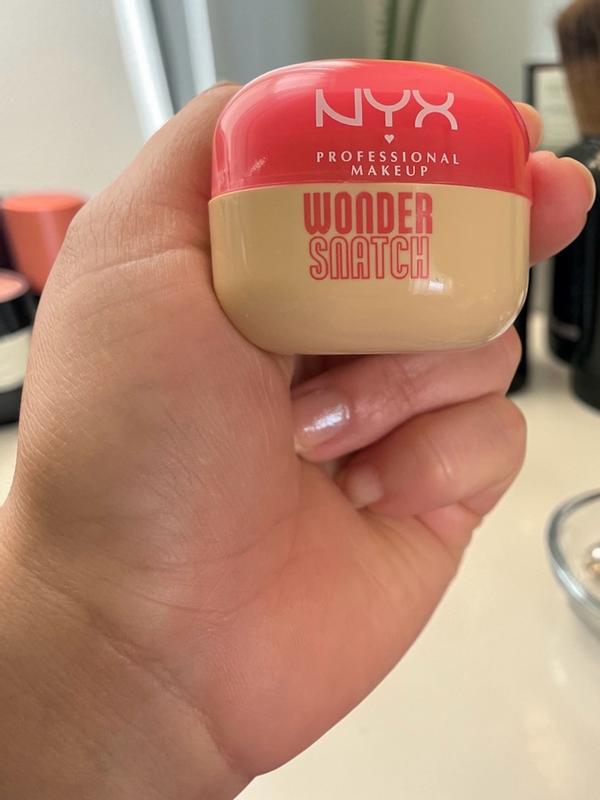 NYX
PROFESSIONAL
MAKEUP
WONDER
SNATCH